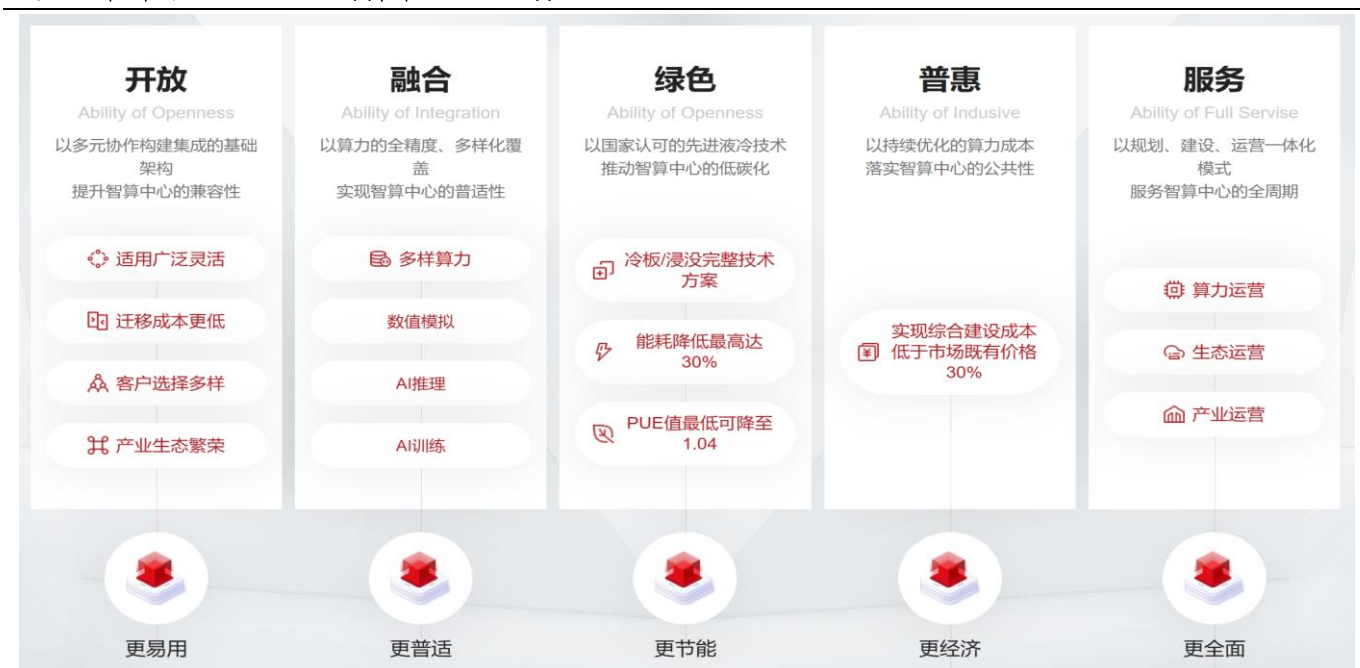 开放
Ability of Openness
以多元协作构建集成的基础
架构
提升智算中心的兼容性
适用广泛灵活
迁移成本更低
客户选择多样
产业生态繁荣
更易用
融合
Ability of Integration
以算力的全精度、多样化覆
盖
实现智算中心的普适性
多样算力
数值模拟
AI推理
AI训练
更普适
绿色
Ability of Openness
以国家认可的先进液冷技术
推动智算中心的低碳化
冷板/浸没完整技术
方案
能耗降低最高达
30%
PUE值最低可降至
1.04
更节能
普惠
Ability of Indusive
以持续优化的算力成本
落实智算中心的公共性
实现综合建设成本
低于市场既有价格
30%
更经济
服务
Ability of Full Servise
以规划、建设、运营一体化
模式
服务智算中心的全周期
算力运营
生态运营
产业运营
更全面